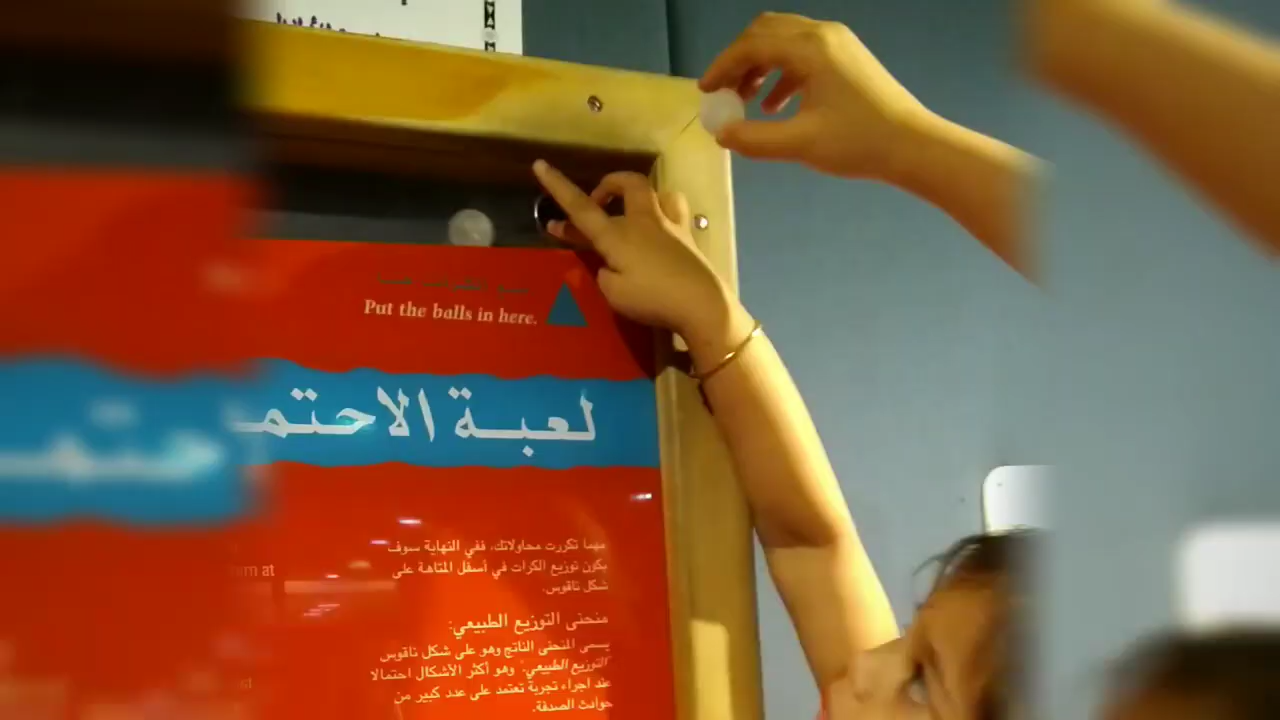 Put the balls in here.
لعبة الاحتمـ
مهما تكررت محاولاتك، ففي النهاية سوف
يكون توزيع الكرات في أسفل المتاهة على
شكل ناقوس.
منحنى التوزيع الطبيعي:
يسمى المنحنى الناتج وهو على شكل ناقوس
"التوزيع الطبيعي" وهو أكثر الأشكال احتمالا
عند اجراء تجربة تعتمد على عدد كبير من
حوادث الصدفة.